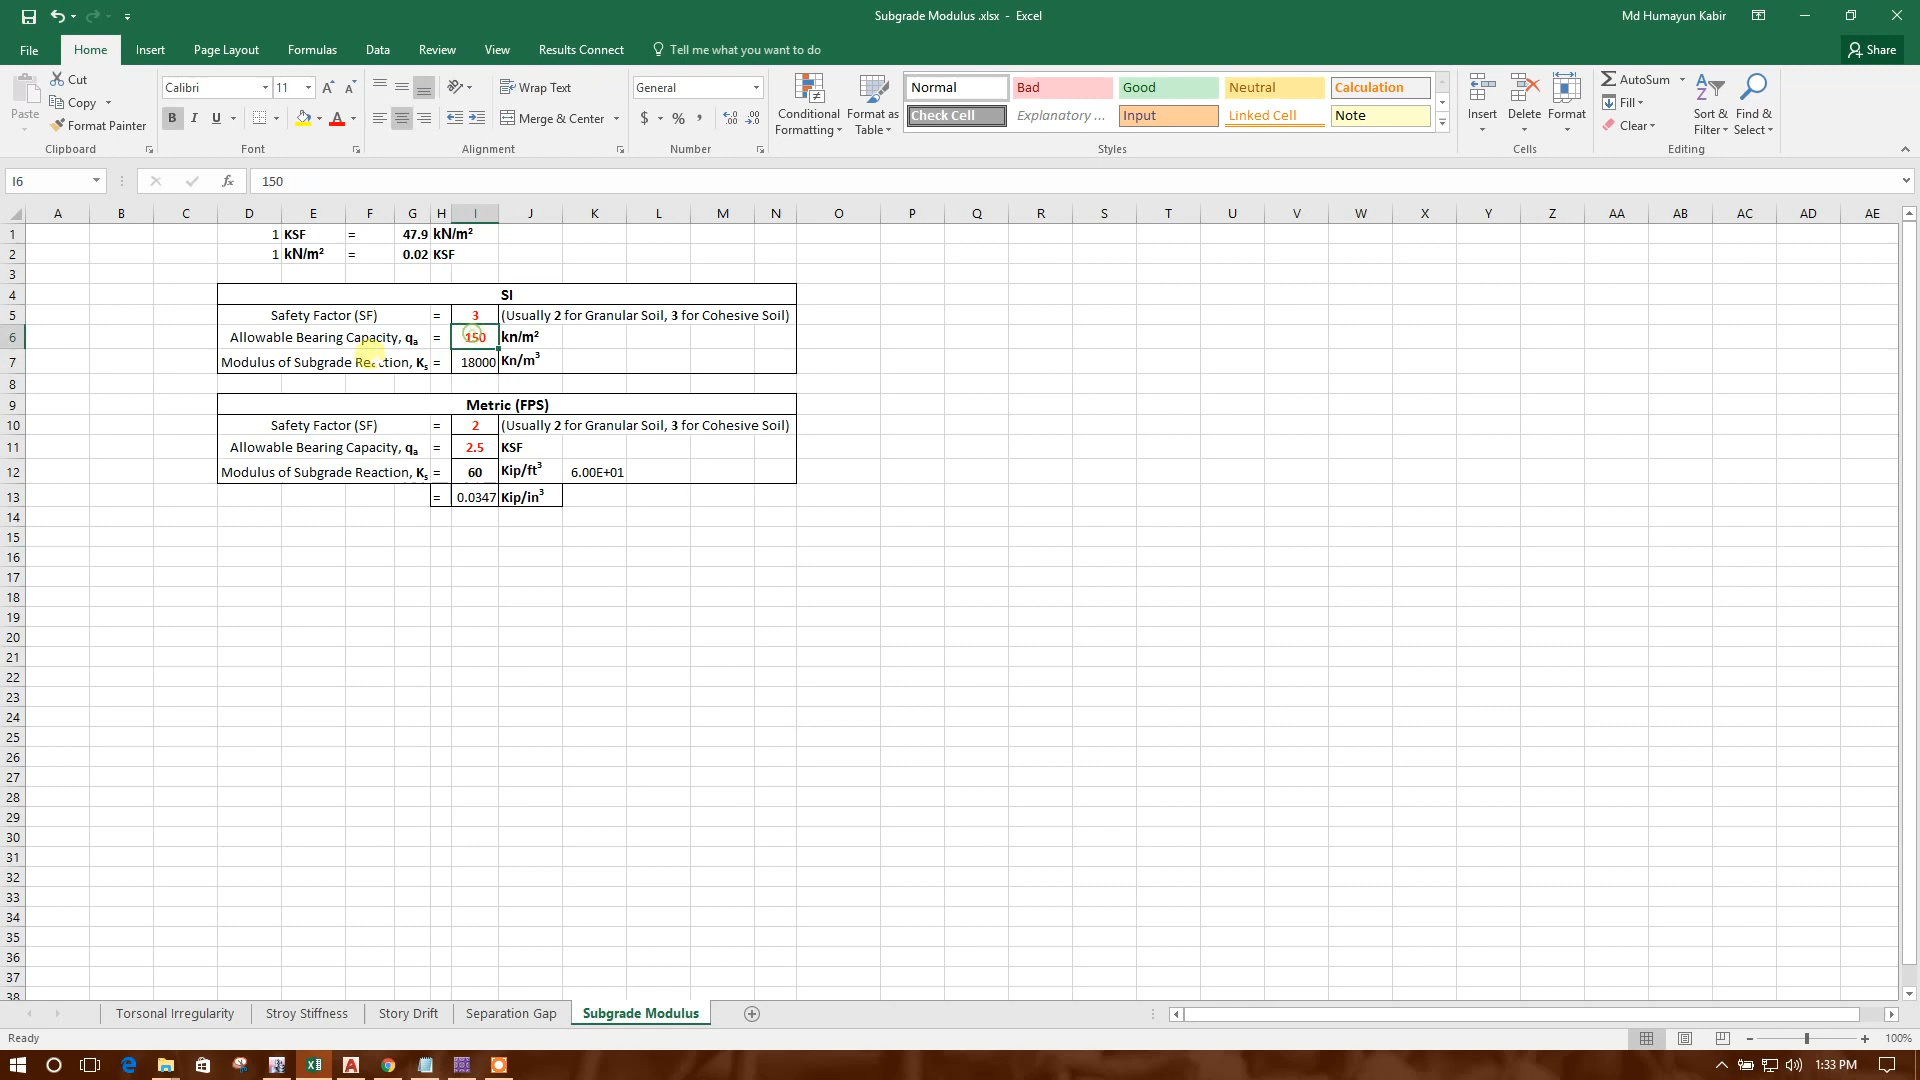 Subgrade Modulus .xlsx - Excel
Md Humayun Kabir
File Home Insert Page Layout Formulas Data Review View Results Connect Tell me what you want to do Share
Paste Cut Copy Format Painter Clipboard
Calibri 11 B I U Font
Wrap Text Merge & Center Alignment
General $ % Number
Conditional Formatting Format as Table
Normal Bad Good Neutral Calculation
Check Cell Explanatory ... Input Linked Cell Note
Styles
Insert Delete Format Cells
AutoSum Fill Clear Sort & Filter Find & Select Editing
I6 fx 150
A B C D E F G H I J K L M N O P Q R S T U V W X Y Z AA AB AC AD AE
1 1 KSF = 47.9 kN/m²
2 1 kN/m² = 0.02 KSF
3
4 SI
5 Safety Factor (SF) = 3 (Usually 2 for Granular Soil, 3 for Cohesive Soil)
6 Allowable Bearing Capacity, qa = 150 kn/m²
7 Modulus of Subgrade Reaction, Ks = 18000 Kn/m³
8
9 Metric (FPS)
10 Safety Factor (SF) = 2 (Usually 2 for Granular Soil, 3 for Cohesive Soil)
11 Allowable Bearing Capacity, qa = 2.5 KSF
12 Modulus of Subgrade Reaction, Ks = 60 Kip/ft³ 6.00E+01
13 = 0.0347 Kip/in³
14
15
16
17
18
19
20
21
22
23
24
25
26
27
28
29
30
31
32
33
34
35
36
37
38
Torsonal Irregularity Stroy Stiffness Story Drift Separation Gap Subgrade Modulus
Ready 100%
1:33 PM